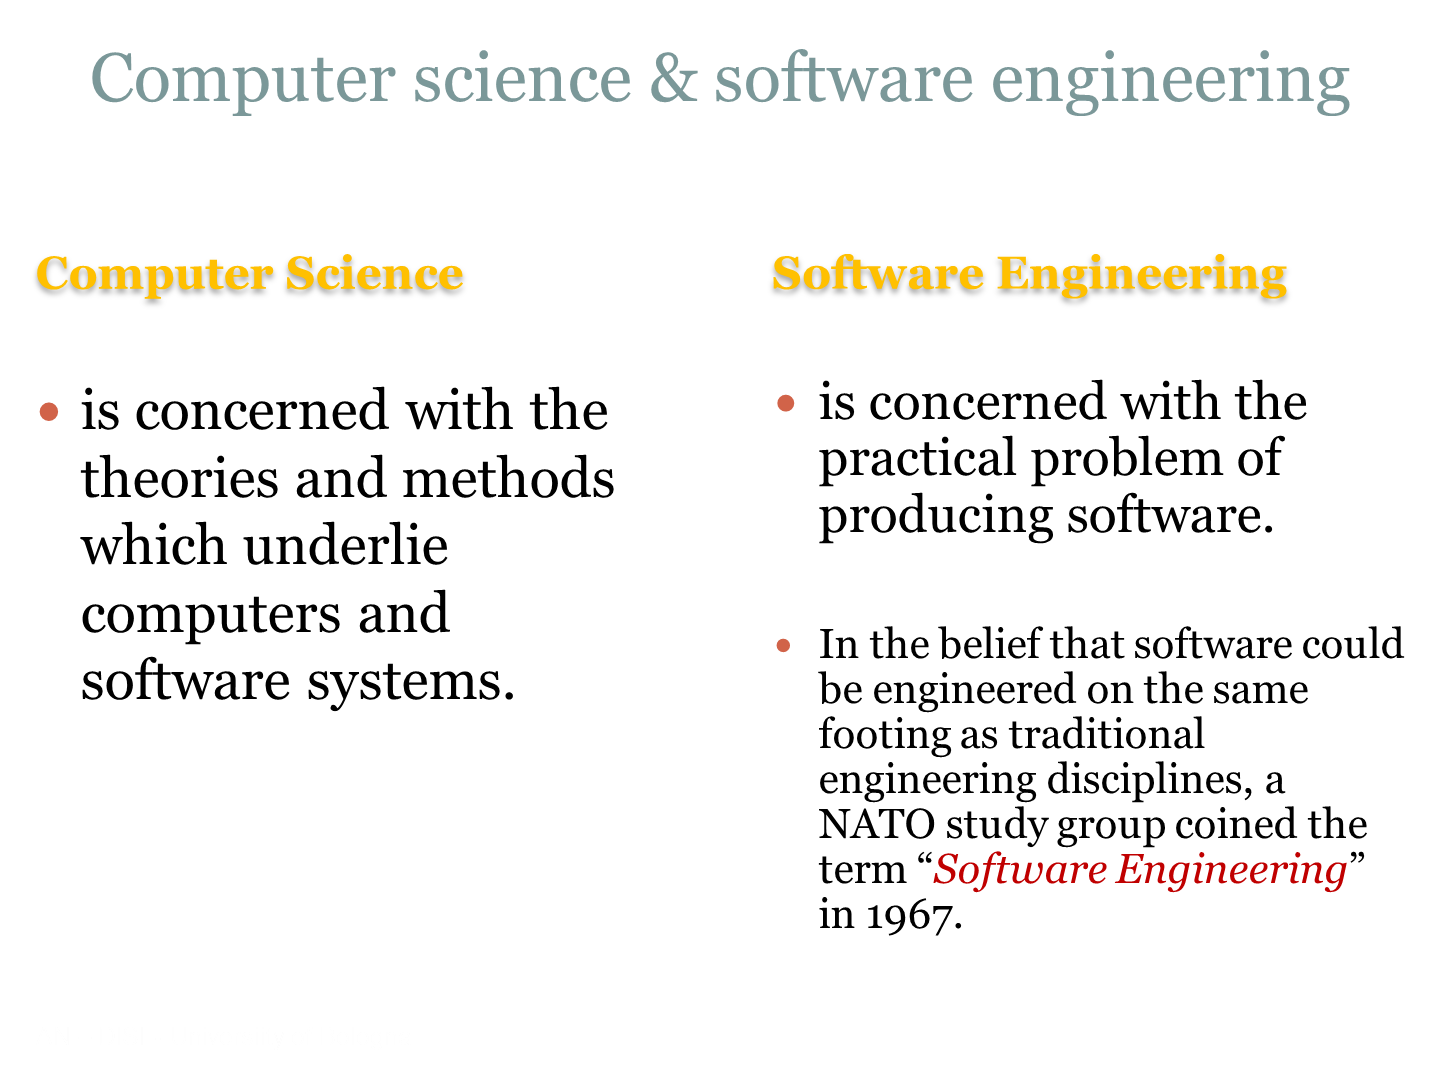 Computer science & software engineering
Computer Science
• is concerned with the
theories and methods
which underlie
computers and
software systems.
Software Engineering
• is concerned with the
practical problem of
producing software.
• In the belief that software could
be engineered on the same
footing as traditional
engineering disciplines, a
NATO study group coined the
term “Software Engineering”
in 1967.